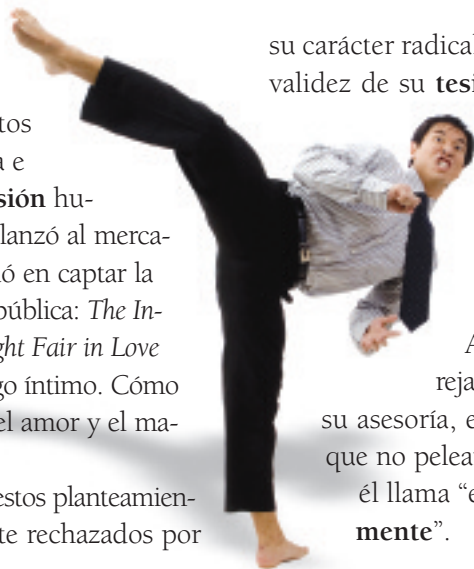 tos
a e
sión hu-
lanzó al merca-
ó en captar la
pública: The In-
ght Fair in Love
go íntimo. Cómo
el amor y el ma-
estos planteamien-
te rechazados por
su carácter radical
validez de su tesi
A
reja
su asesoría, e
que no pelea
él llama “e
mente”.